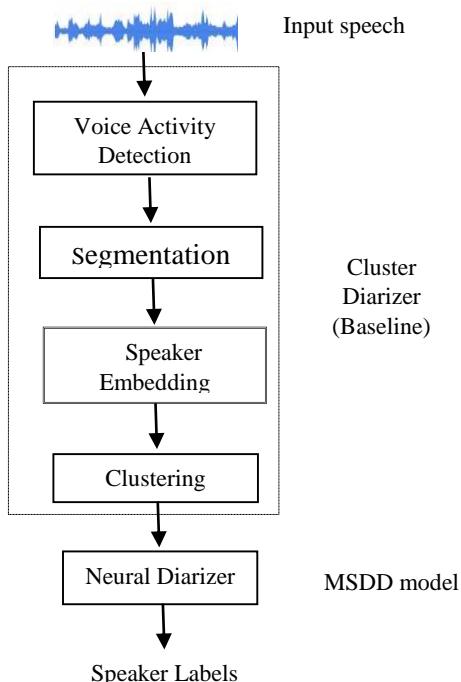 Input speech
Voice Activity
Detection
Segmentation
Speaker
Embedding
Clustering
Cluster
Diarizer
(Baseline)
Neural Diarizer
MSDD model
Speaker Labels